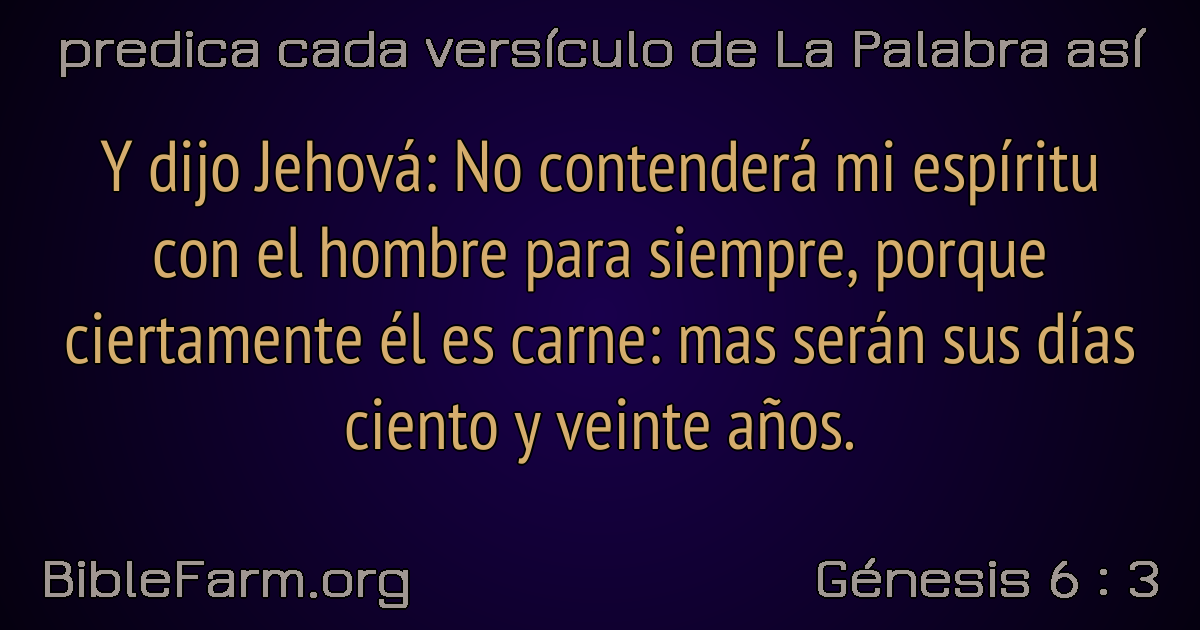 predica cada versículo de La Palabra así
Y dijo Jehová: No contenderá mi espíritu
con el hombre para siempre, porque
ciertamente él es carne: mas serán sus días
ciento y veinte años.
BibleFarm.org
Génesis 6 : 3